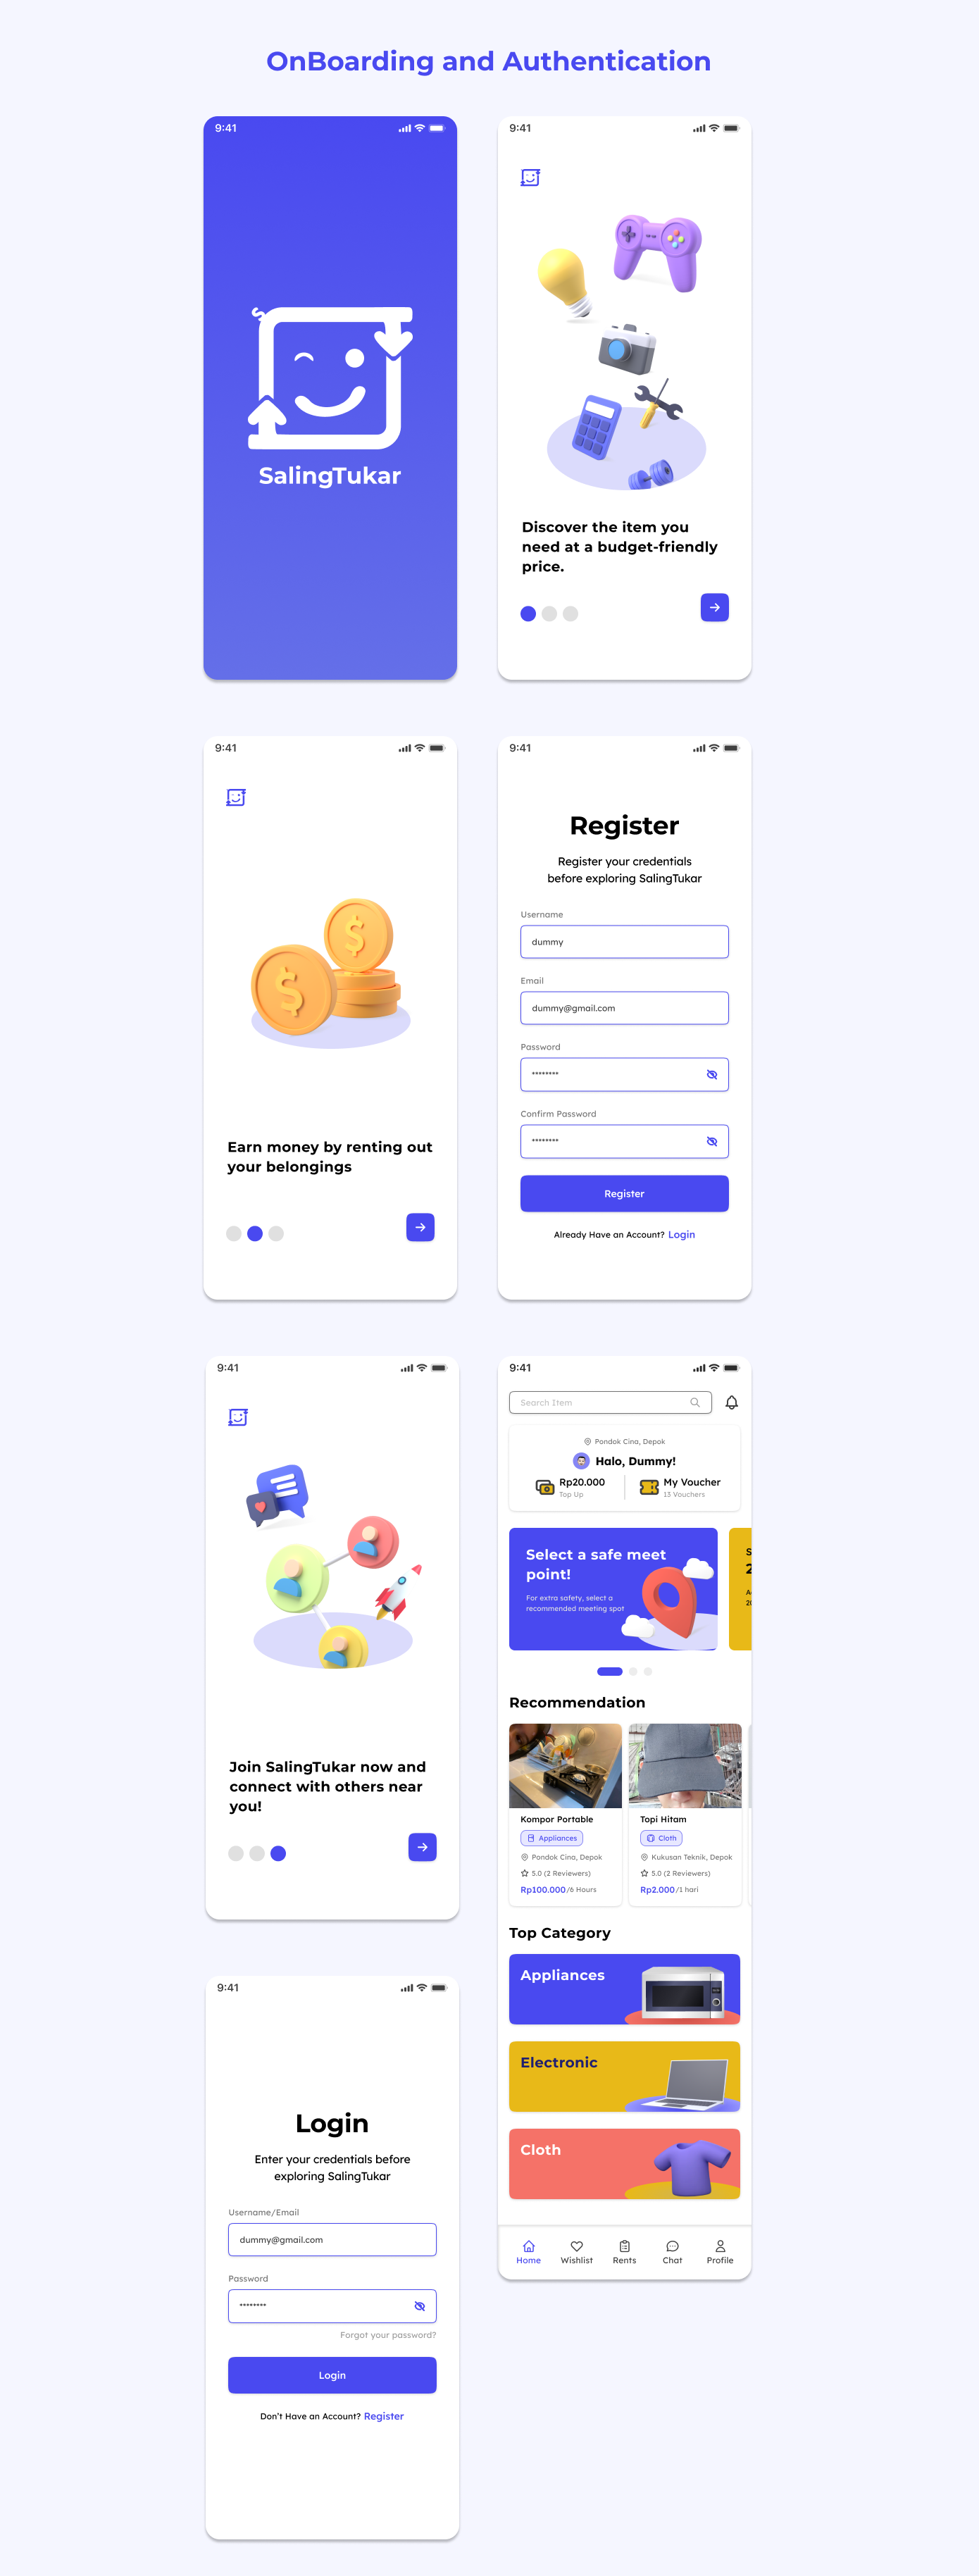 OnBoarding and Authentication
9:41
SalingTukar
9:41
Discover the item you
need at a budget-friendly
price.
9:41
Earn money by renting out
your belongings
9:41
Register
Register your credentials
before exploring SalingTukar
Username
dummy
Email
dummy@gmail.com
Password
********
Confirm Password
********
Register
Already Have an Account? Login
9:41
Join SalingTukar now and
connect with others near
you!
9:41
Search Item
Pondok Cina, Depok
Halo, Dummy!
Rp20.000
Top Up
My Voucher
13 Vouchers
Select a safe meet
point!
For extra safety, select a
recommended meeting spot
S
2
A
20
Recommendation
Kompor Portable
Appliances
Pondok Cina, Depok
5.0 (2 Reviewers)
Rp100.000/6 Hours
Topi Hitam
Cloth
Kukusan Teknik, Depok
5.0 (2 Reviewers)
Rp2.000/1 hari
Top Category
Appliances
Electronic
Cloth
Home
Wishlist
Rents
Chat
Profile
9:41
Login
Enter your credentials before
exploring SalingTukar
Username/Email
dummy@gmail.com
Password
********
Forgot your password?
Login
Don't Have an Account? Register